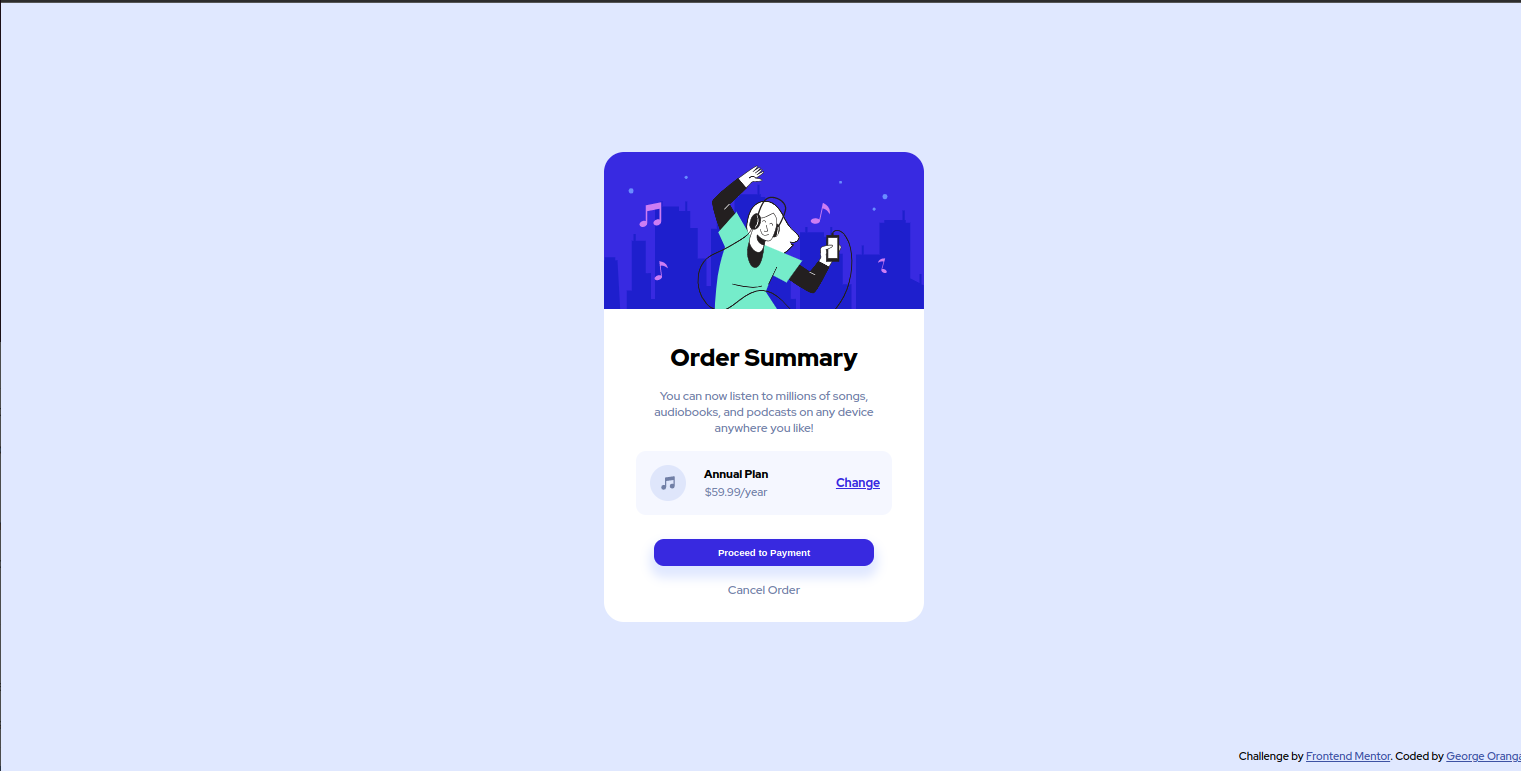 Order Summary
You can now listen to millions of songs,
audiobooks, and podcasts on any device
anywhere you like!
Annual Plan
$59.99/year
Change
Proceed to Payment
Cancel Order
Challenge by Frontend Mentor. Coded by George